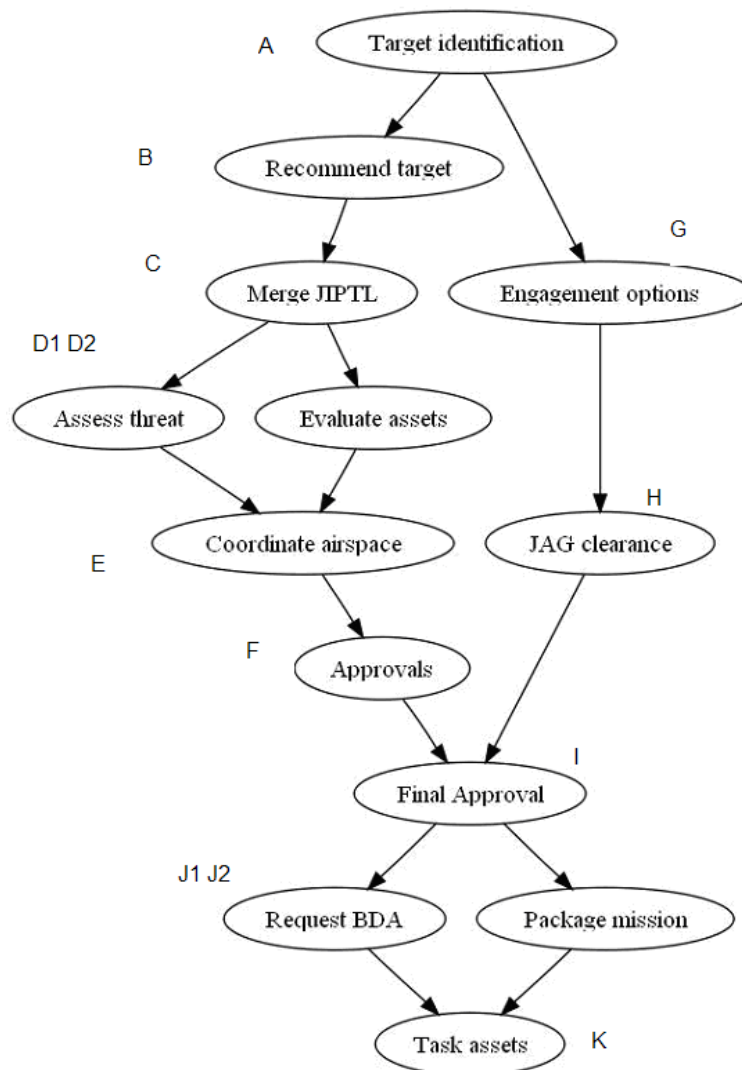 A
Target identification
B
Recommend target
G
C
Merge JIPTL
Engagement options
D1 D2
Assess threat
Evaluate assets
H
Coordinate airspace
JAG clearance
E
F
Approvals
I
Final Approval
J1 J2
Request BDA
Package mission
Task assets
K